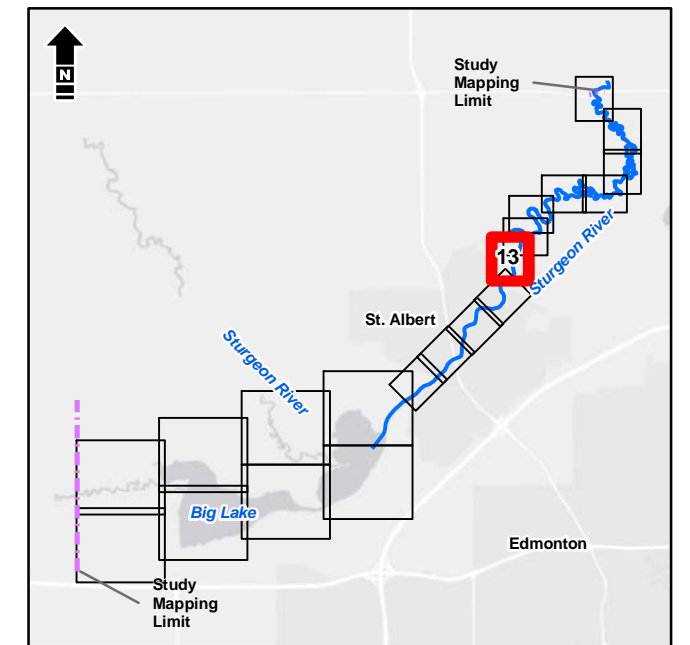 N
Study
Mapping
Limit
13
Sturgeon River
St. Albert
Sturgeon River
Big Lake
Edmonton
Study
Mapping
Limit